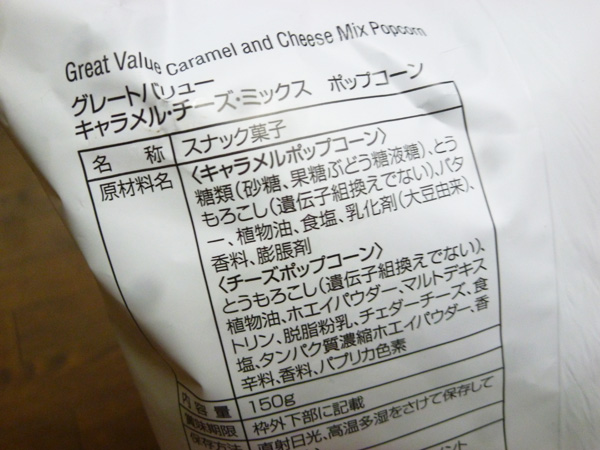 Great Value Caramel and Cheese Mix Popcorn
グレートバリュー
キャラメル・チーズ・ミックス ポップコーン
名 称 スナック菓子
原材料名 〈キャラメルポップコーン〉
糖類(砂糖、果糖ぶどう糖液糖)、とう
もろこし(遺伝子組換えでない)、バタ
ー、植物油、食塩、乳化剤(大豆由来)、
香料、膨脹剤
〈チーズポップコーン〉
とうもろこし(遺伝子組換えでない)、
植物油、ホエイパウダー、マルトデキス
トリン、脱脂粉乳、チェダーチーズ、食
塩、タンパク質濃縮ホエイパウダー、香
辛料、香料、パプリカ色素
内容量 150g
賞味期限 枠外下部に記載
保存方法 直射日光、高温多湿をさけて保存して